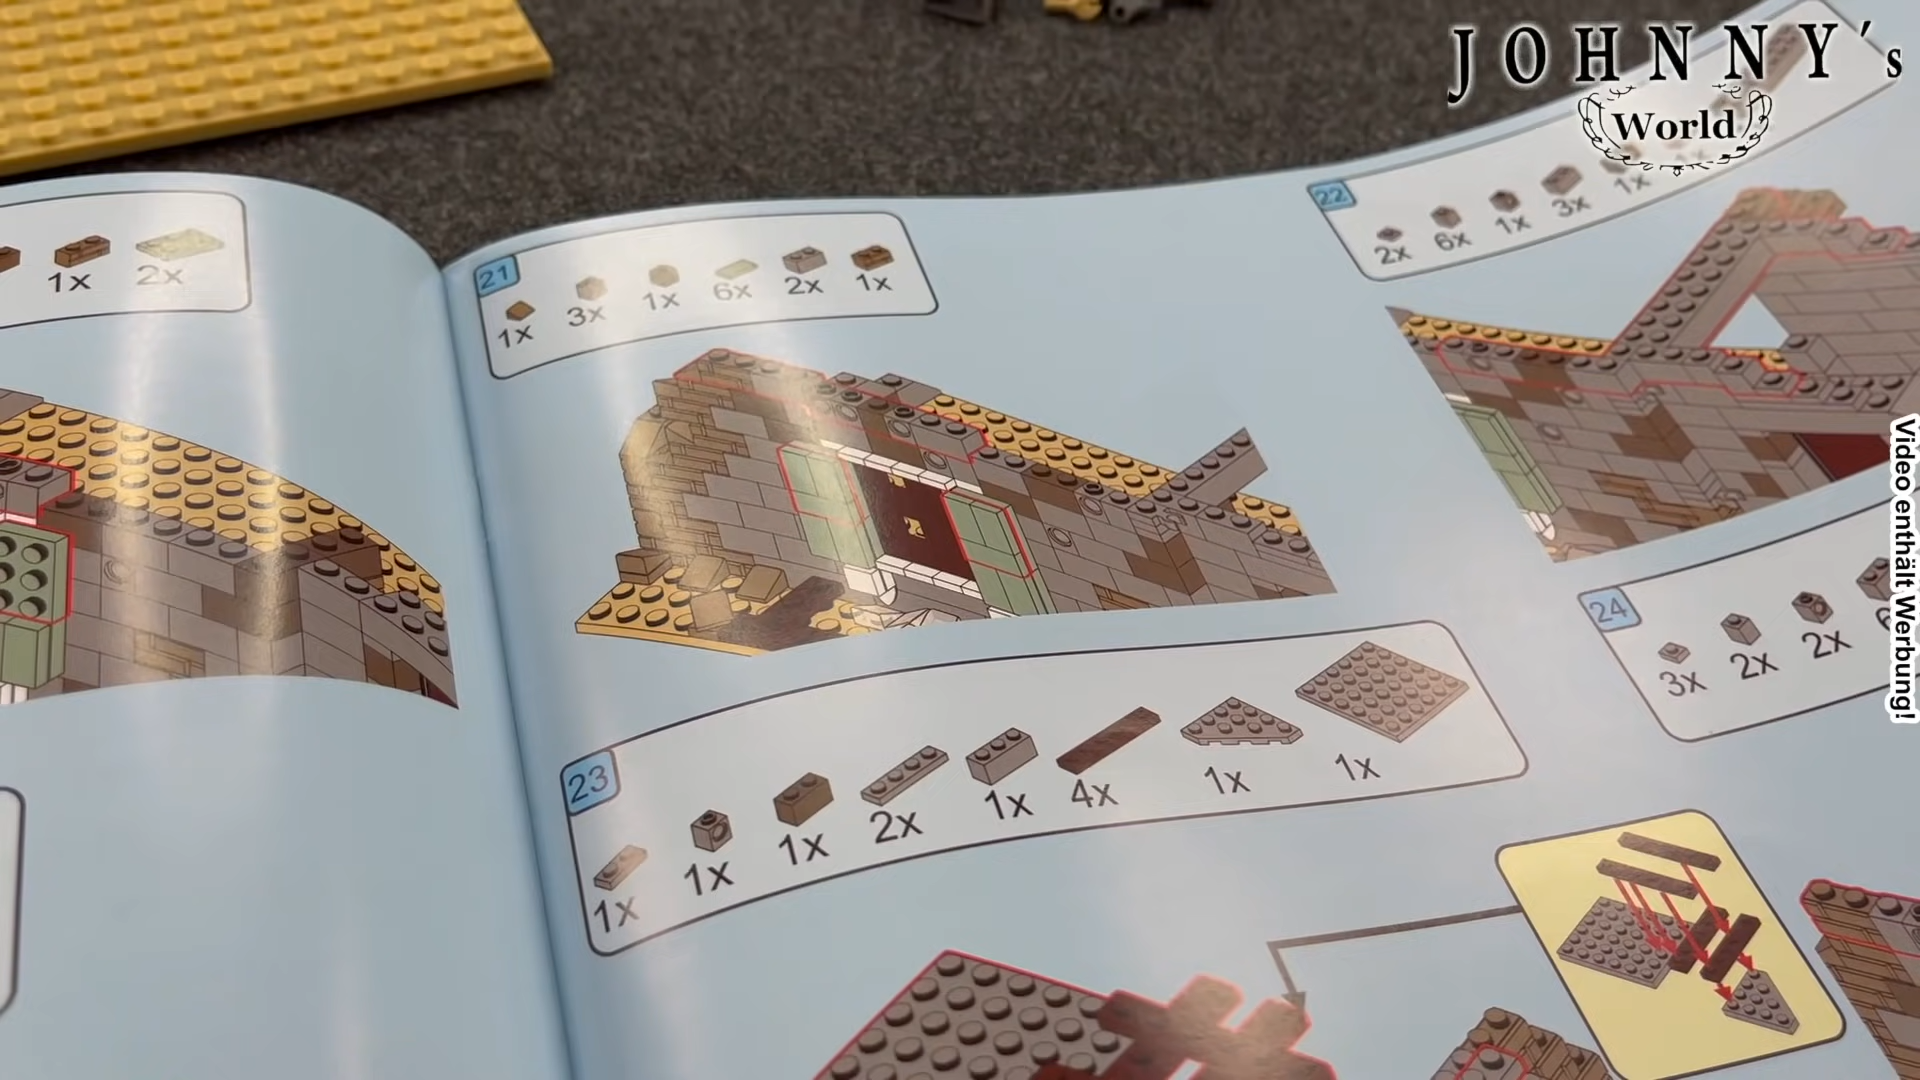 JOHNNY´s
World
1x 2x
21
1x 3x 1x 6x 2x 1x
22
2x 6x 1x 3x 1x
23
1x 1x 1x 2x 1x 4x 1x 1x
24
3x 2x 2x
Video enthält Werbung!